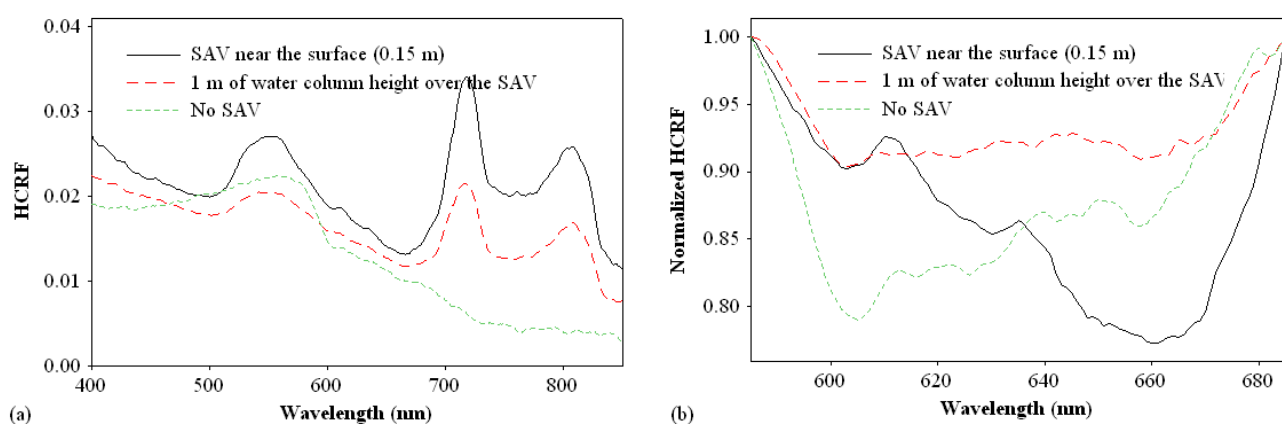 0.04
0.03
0.02
0.01
0.00
HCRF
SAV near the surface (0.15 m)
1 m of water column height over the SAV
No SAV
400 500 600 700 800
Wavelength (nm)
(a)
1.00
0.95
0.90
0.85
0.80
Normalized HCRF
SAV near the surface (0.15 m)
1 m of water column height over the SAV
No SAV
600 620 640 660 680
Wavelength (nm)
(b)